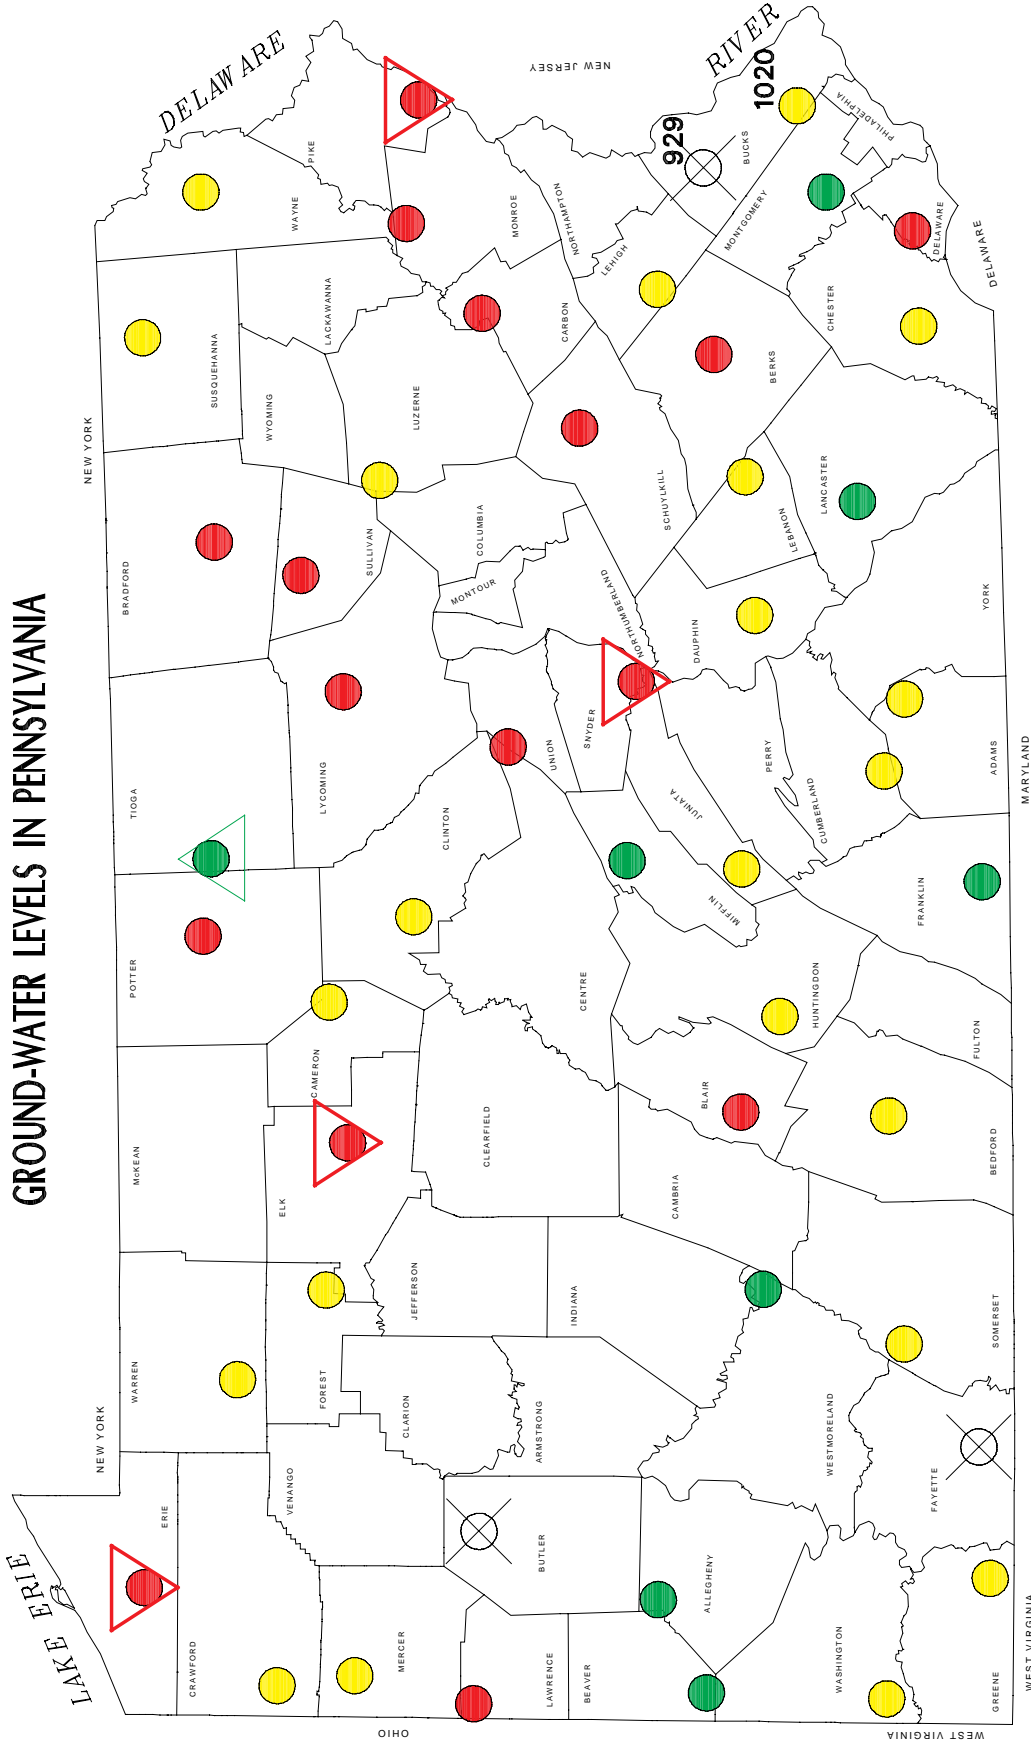 GROUND-WATER LEVELS IN PENNSYLVANIA
LAKE ERIE
NEW YORK
NEW YORK
DELAWARE
RIVER
NEW JERSEY
OHIO
WEST VIRGINIA
WEST VIRGINIA
MARYLAND
DELAWARE
ERIE
CRAWFORD
WARREN
McKEAN
POTTER
TIOGA
BRADFORD
SUSQUEHANNA
WAYNE
PIKE
WYOMING
LACKAWANNA
MERCER
VENANGO
FOREST
ELK
CAMERON
LYCOMING
SULLIVAN
LUZERNE
MONROE
CLARION
JEFFERSON
CLINTON
COLUMBIA
MONTOUR
CARBON
NORTHAMPTON
LAWRENCE
BUTLER
ARMSTRONG
INDIANA
CLEARFIELD
CENTRE
UNION
SNYDER
NORTHUMBERLAND
SCHUYLKILL
LEHIGH
BEAVER
ALLEGHENY
CAMBRIA
BLAIR
MIFFLIN
JUNIATA
PERRY
DAUPHIN
LEBANON
BERKS
MONTGOMERY
BUCKS
929
1020
PHILADELPHIA
DELAWARE
CHESTER
LANCASTER
YORK
ADAMS
CUMBERLAND
HUNTINGDON
FRANKLIN
FULTON
BEDFORD
SOMERSET
WESTMORELAND
FAYETTE
WASHINGTON
GREENE